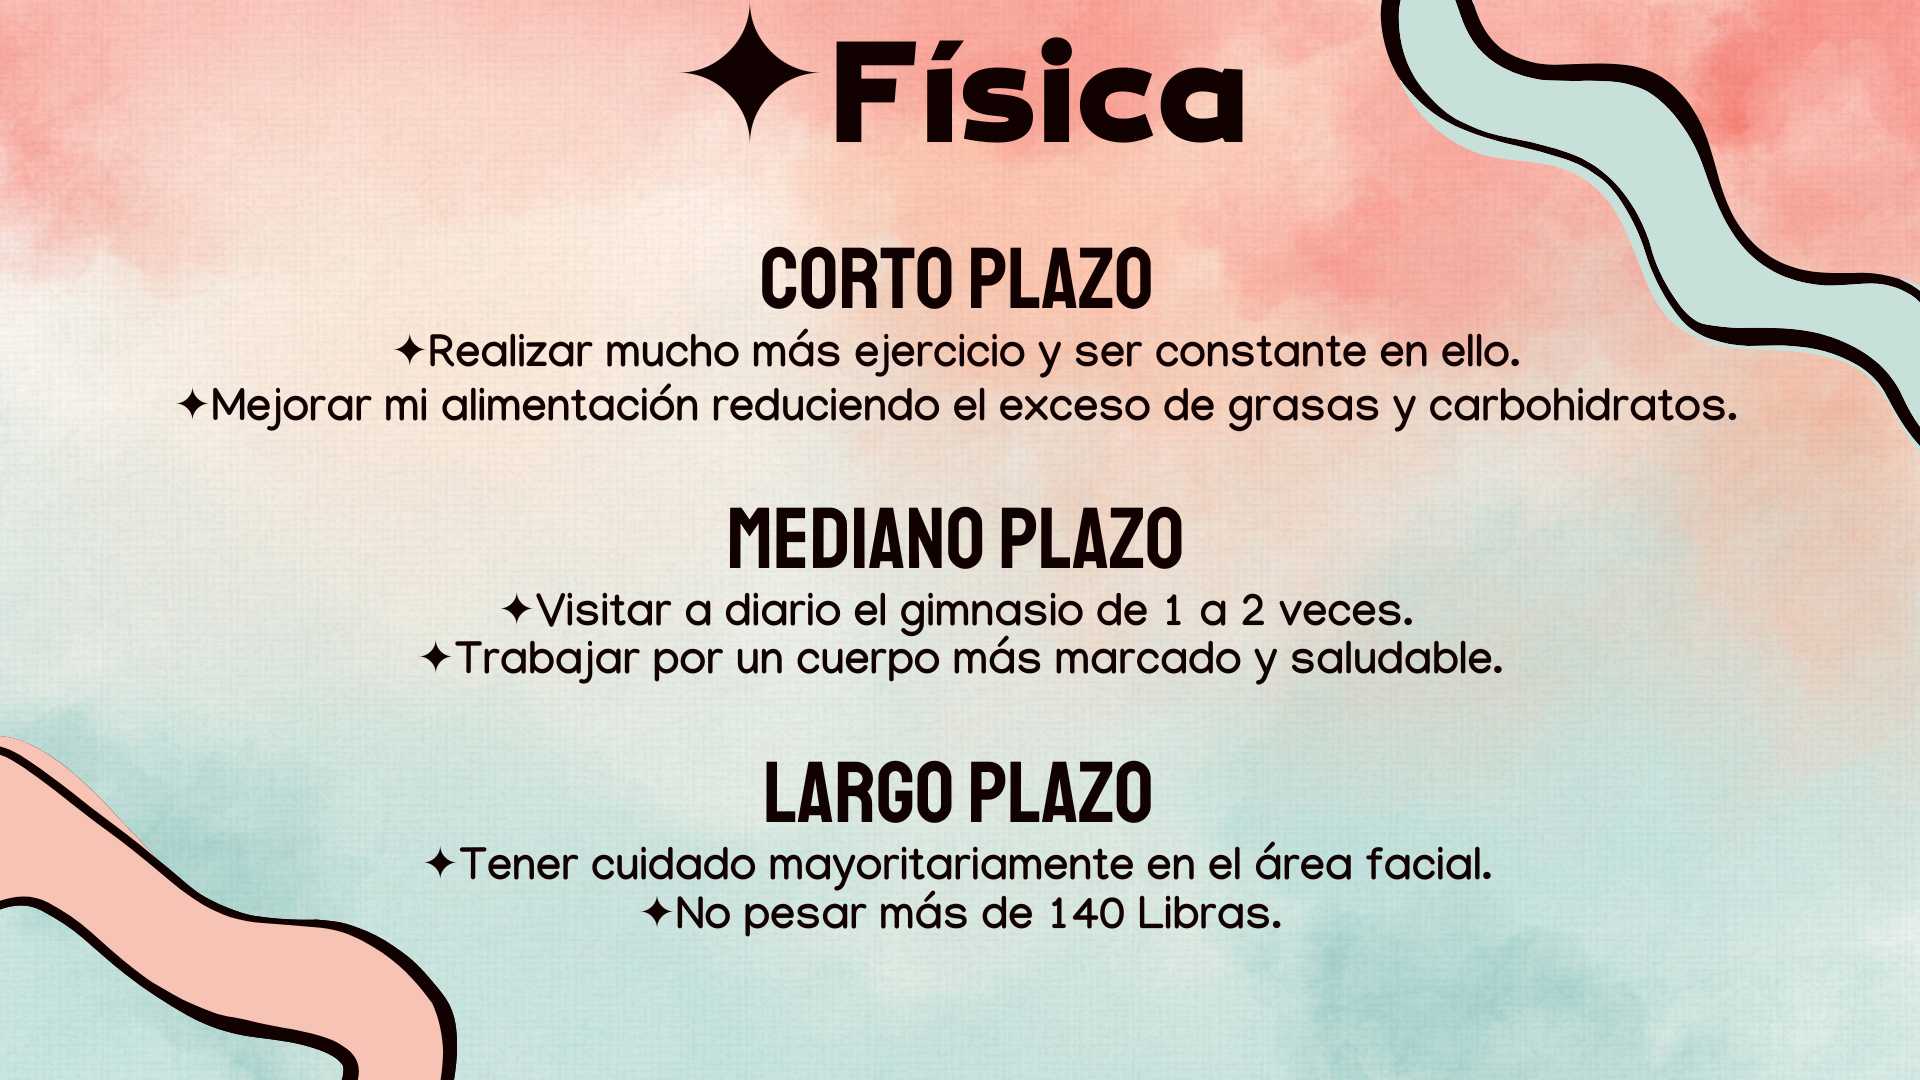 ✦Física
CORTO PLAZO
✦Realizar mucho más ejercicio y ser constante en ello.
✦Mejorar mi alimentación reduciendo el exceso de grasas y carbohidratos.
MEDIANO PLAZO
✦Visitar a diario el gimnasio de 1 a 2 veces.
✦Trabajar por un cuerpo más marcado y saludable.
LARGO PLAZO
✦Tener cuidado mayoritariamente en el área facial.
✦No pesar más de 140 Libras.